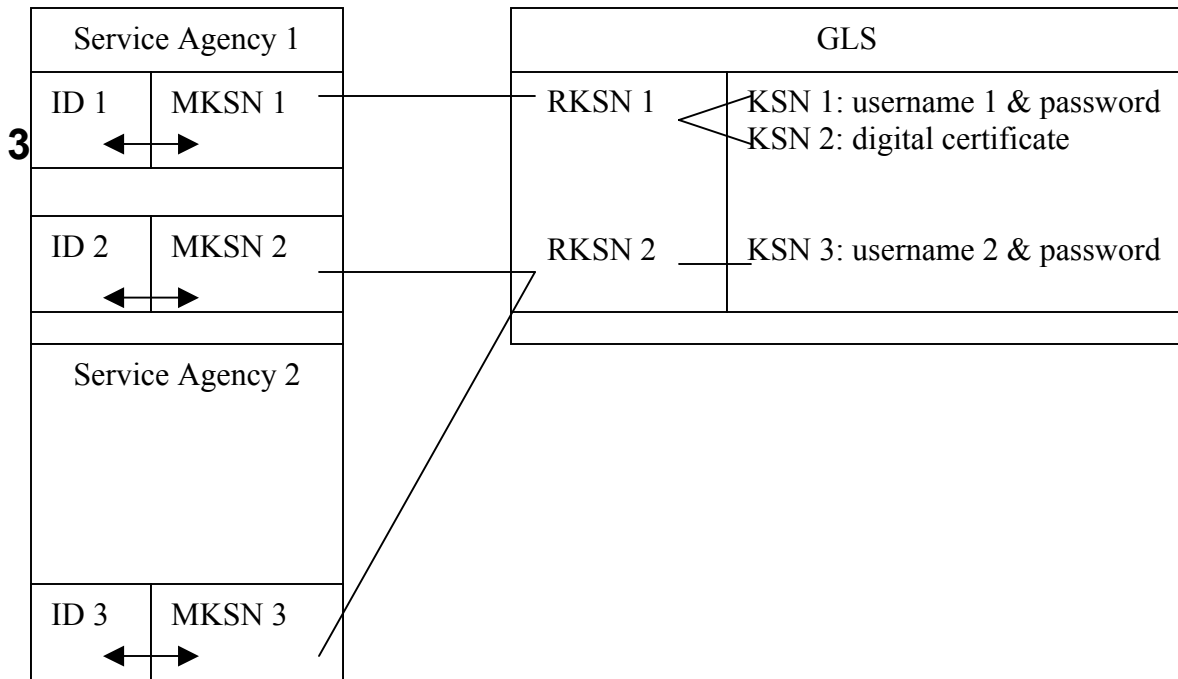 Service Agency 1
GLS
ID 1 MKSN 1
RKSN 1
KSN 1: username 1 & password
KSN 2: digital certificate
3
ID 2 MKSN 2
RKSN 2
KSN 3: username 2 & password
Service Agency 2
ID 3 MKSN 3